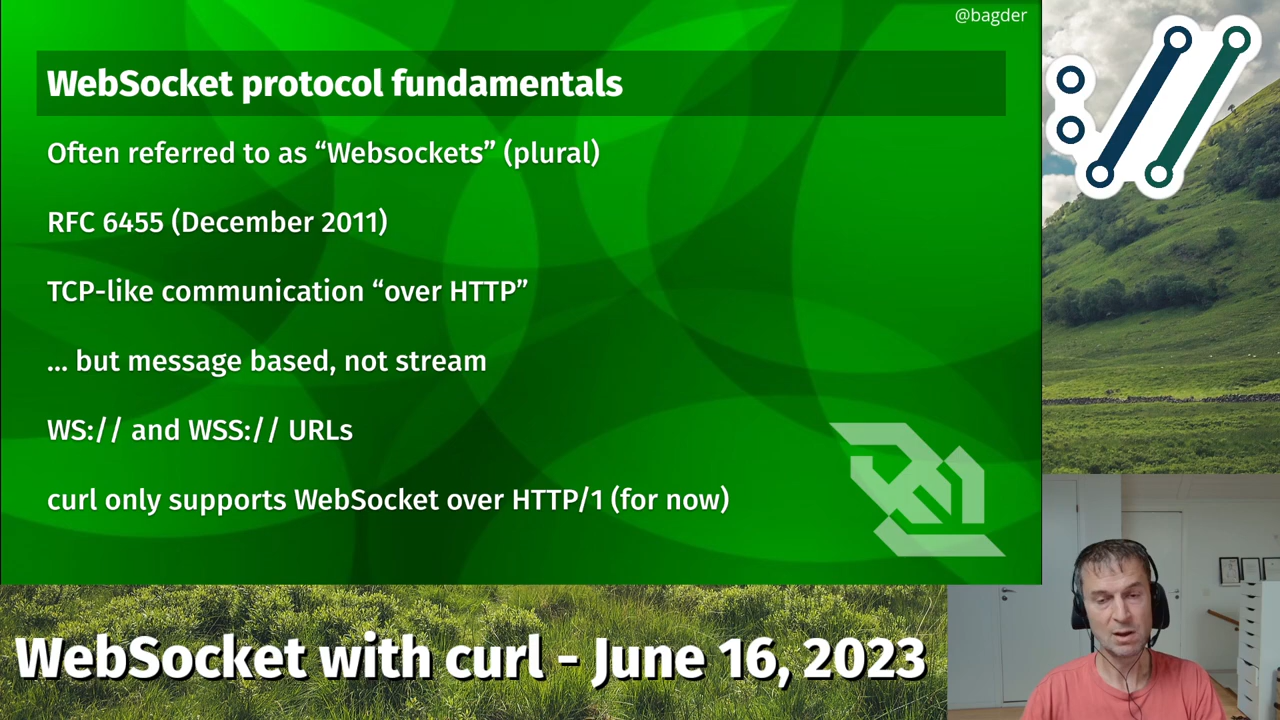 @bagder
WebSocket protocol fundamentals
Often referred to as “Websockets” (plural)
RFC 6455 (December 2011)
TCP-like communication “over HTTP”
... but message based, not stream
WS:// and WSS:// URLs
curl only supports WebSocket over HTTP/1 (for now)
WebSocket with curl - June 16, 2023